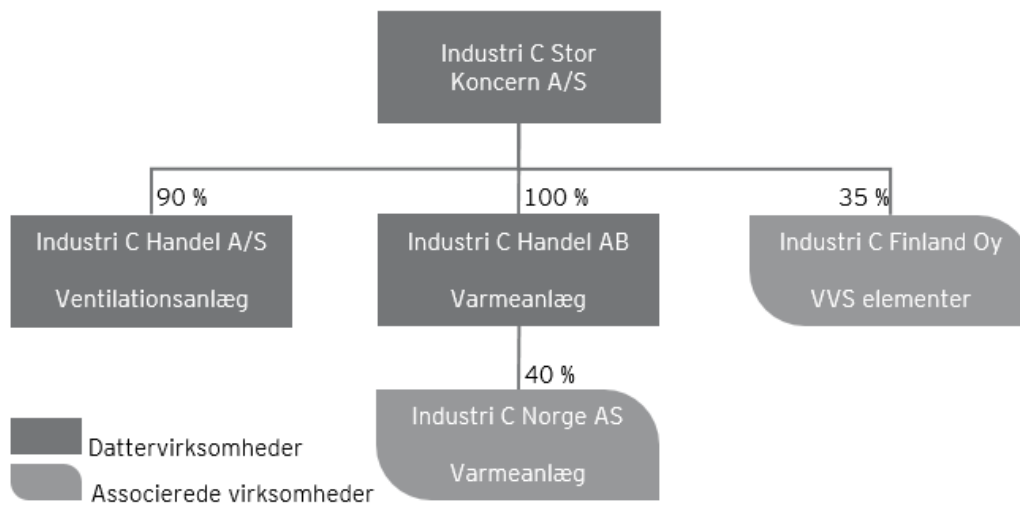 Industri C Stor
Koncern A/S
90 %
100 %
35 %
Industri C Handel A/S
Ventilationsanlæg
Industri C Handel AB
Varmeanlæg
Industri C Finland Oy
VVS elementer
40 %
Industri C Norge AS
Varmeanlæg
Dattervirksomheder
Associerede virksomheder